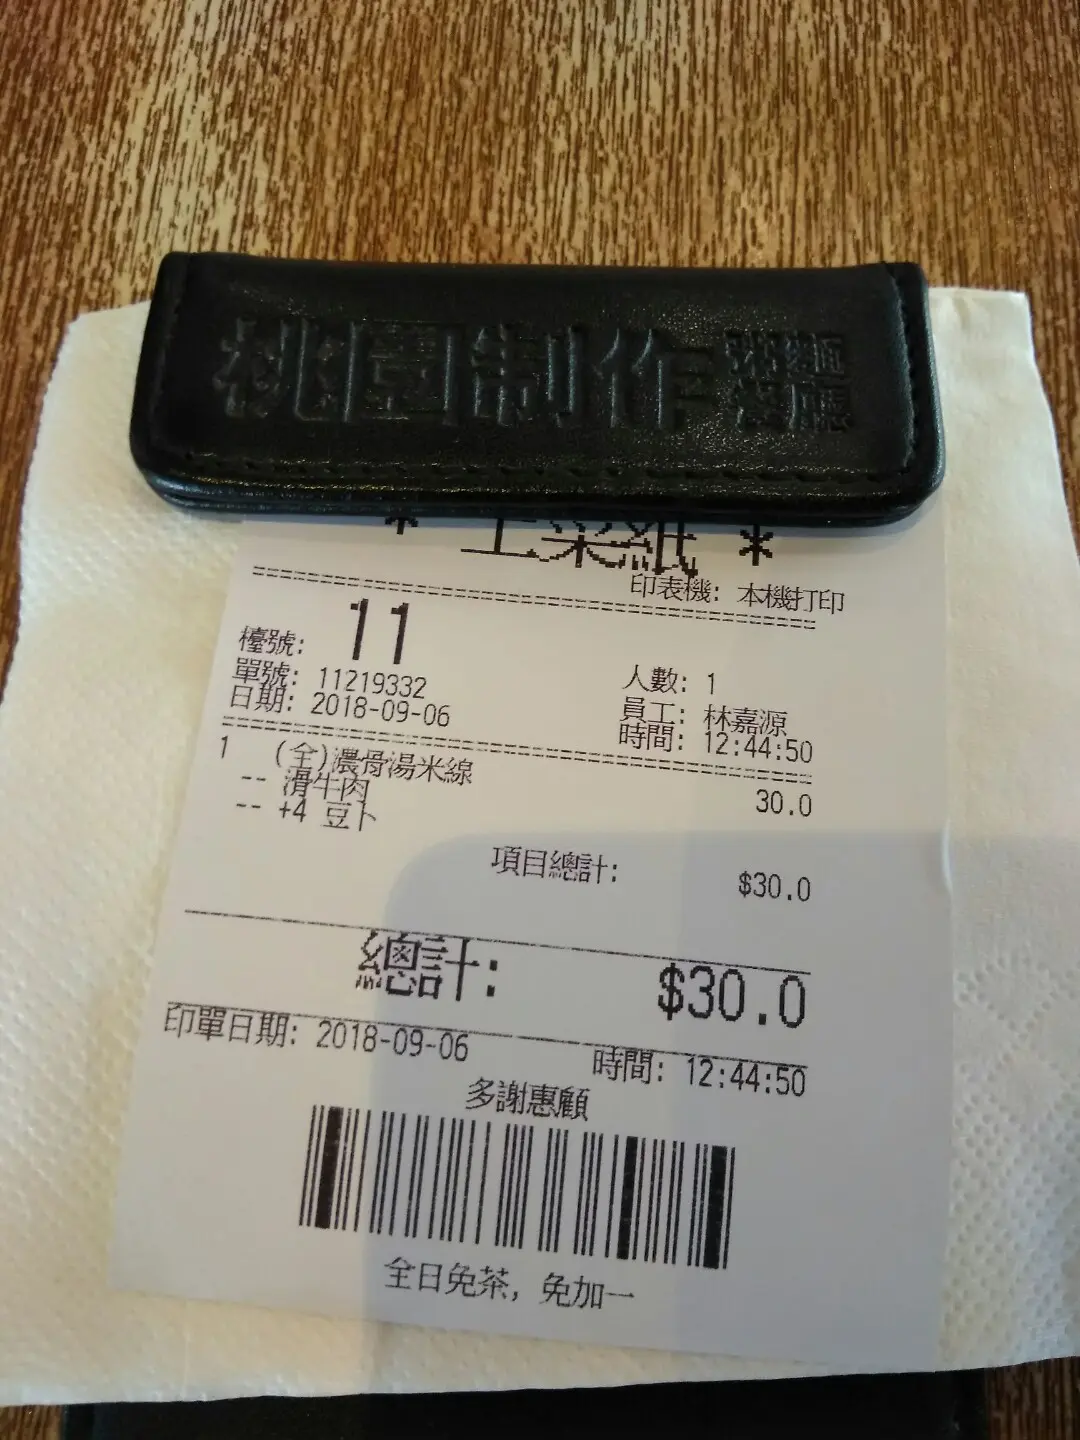 桃園制作 粥麵餐廳
* 上菜紙 *
印表機: 本機打印
檯號: 11
人數: 1
單號: 11219332
員工: 林嘉源
日期: 2018-09-06
時間: 12:44:50
1 (全)濃骨湯米線 30.0
-- 滑牛肉
-- +4 豆卜
項目總計: $30.0
總計: $30.0
印單日期: 2018-09-06 時間: 12:44:50
多謝惠顧
全日免茶, 免加一